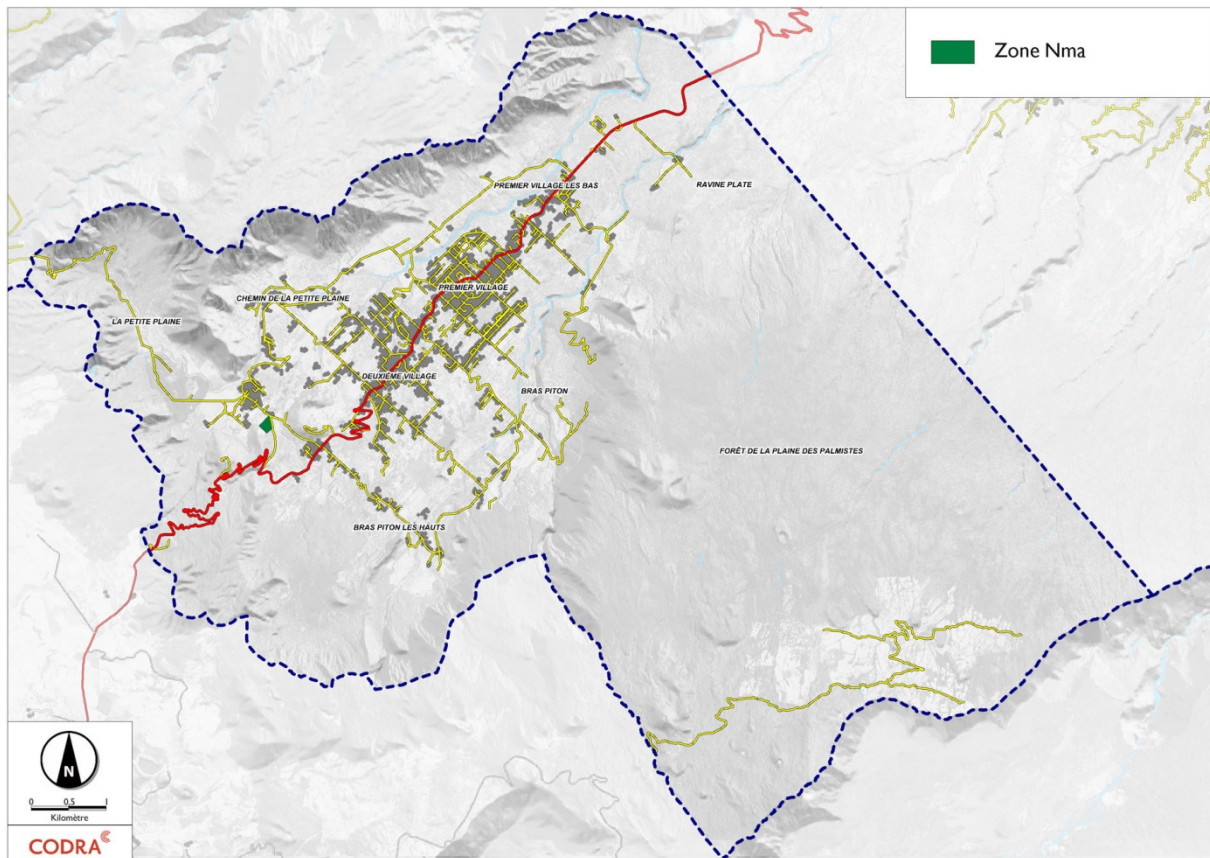 Zone Nma
PREMIER VILLAGE LES BAS
RAVINE PLATE
PREMIER VILLAGE
CHEMIN DE LA PETITE PLAINE
LA PETITE PLAINE
DEUXIÈME VILLAGE
BRAS PITON
FORÊT DE LA PLAINE DES PALMISTES
BRAS PITON LES HAUTS
N
0 0,5 1
Kilomètre
CODRA